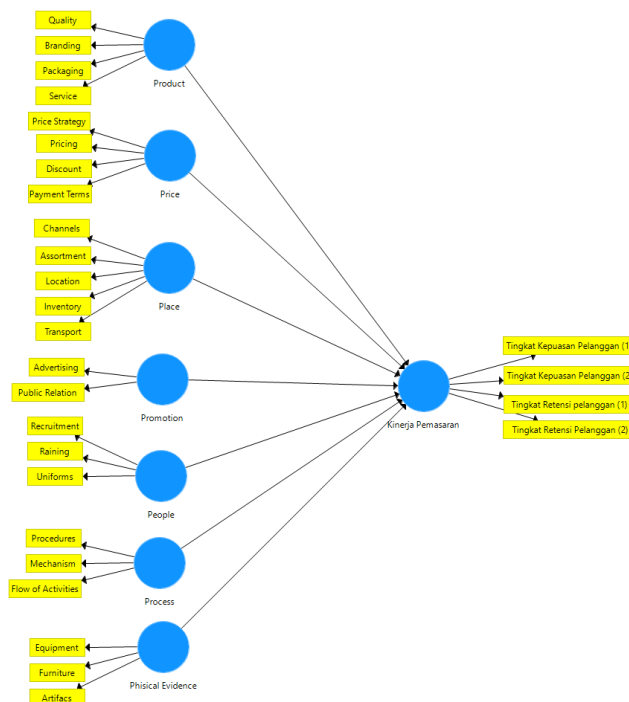 Quality
Branding
Packaging
Service
Product
Price Strategy
Pricing
Discount
Payment Terms
Price
Channels
Assortment
Location
Inventory
Transport
Place
Advertising
Public Relation
Promotion
Recruitment
Raining
Uniforms
People
Procedures
Mechanism
Flow of Activities
Process
Equipment
Furniture
Artifacs
Phisical Evidence
Kinerja Pemasaran
Tingkat Kepuasan Pelanggan (1
Tingkat Kepuasan Pelanggan (2
Tingkat Retensi pelanggan (1)
Tingkat Retensi Pelanggan (2)